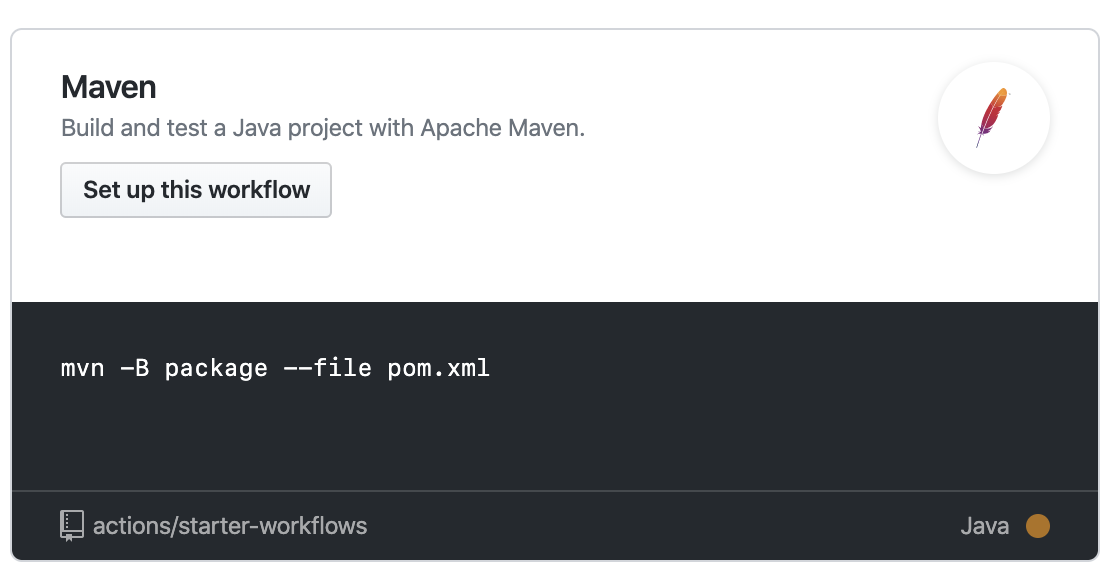 Maven
Build and test a Java project with Apache Maven.
Set up this workflow
mvn -B package --file pom.xml
actions/starter-workflows
Java